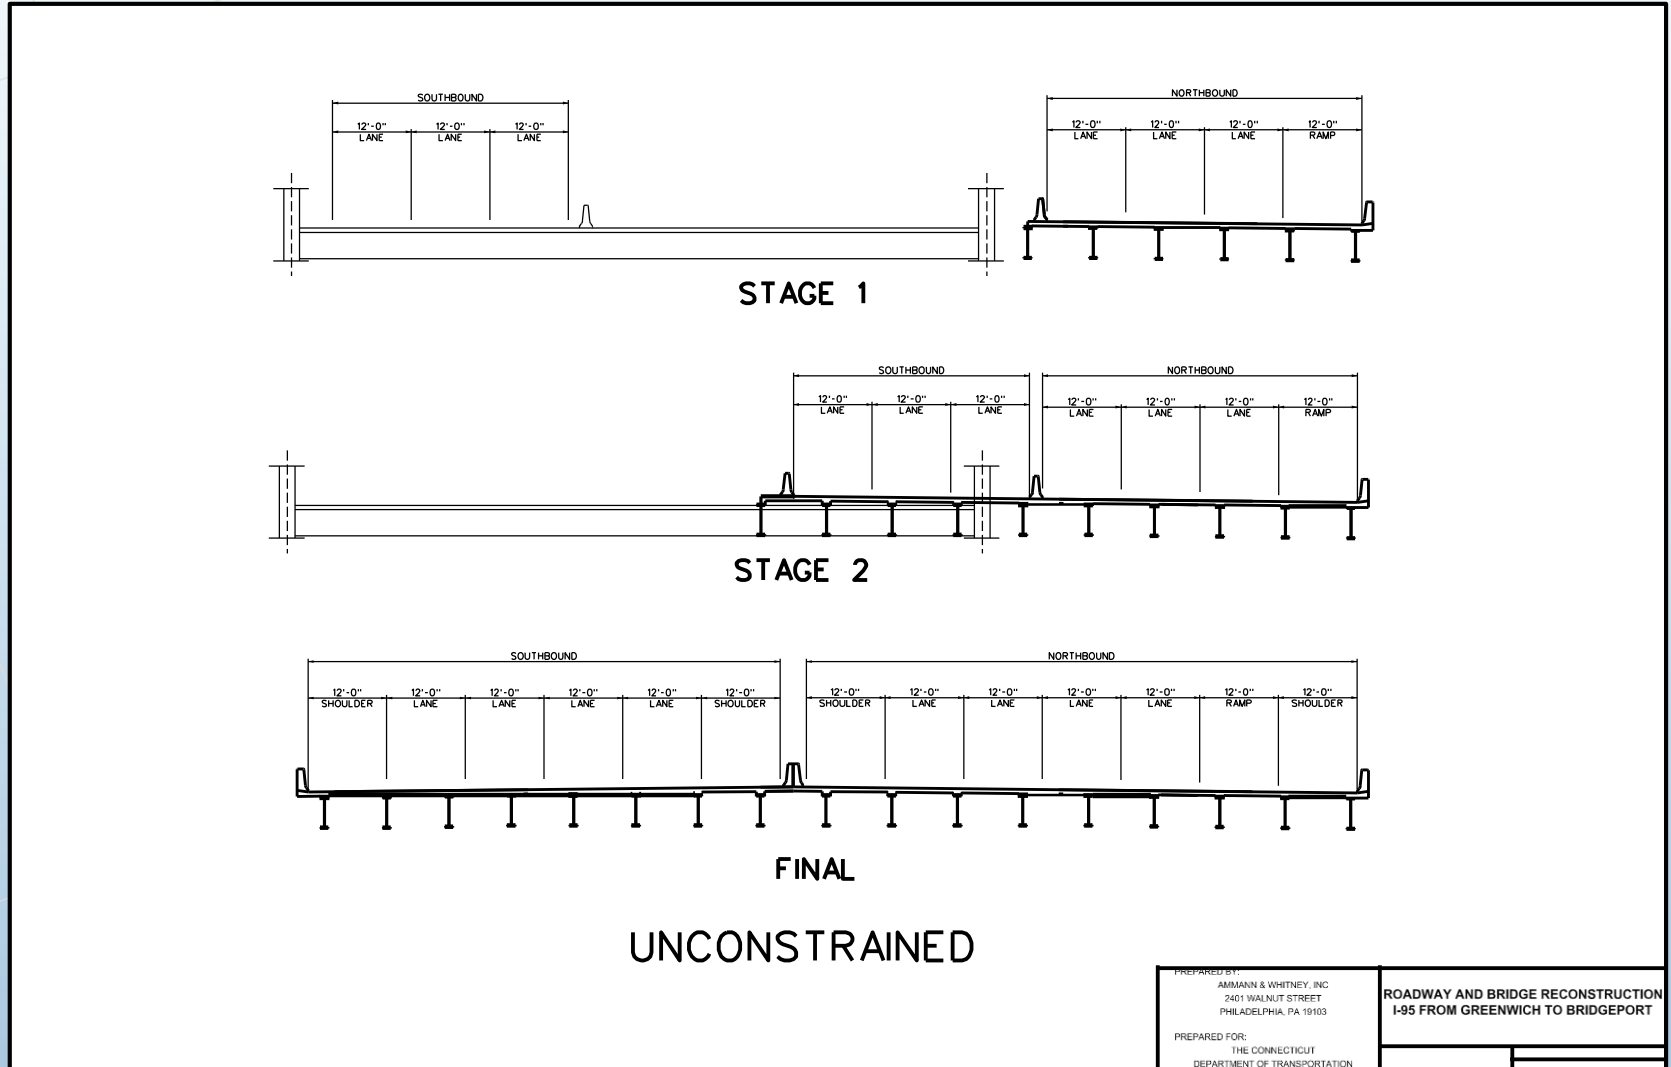 SOUTHBOUND
12'-0" 12'-0" 12'-0"
LANE LANE LANE
NORTHBOUND
12'-0" 12'-0" 12'-0" 12'-0"
LANE LANE LANE RAMP
STAGE 1
SOUTHBOUND NORTHBOUND
12'-0" 12'-0" 12'-0" 12'-0" 12'-0" 12'-0" 12'-0"
LANE LANE LANE LANE LANE LANE RAMP
STAGE 2
SOUTHBOUND NORTHBOUND
12'-0" 12'-0" 12'-0" 12'-0" 12'-0" 12'-0" 12'-0" 12'-0" 12'-0" 12'-0" 12'-0" 12'-0" 12'-0"
SHOULDER LANE LANE LANE LANE SHOULDER SHOULDER LANE LANE LANE LANE RAMP SHOULDER
FINAL
UNCONSTRAINED
PREPARED BY:
AMMANN & WHITNEY, INC
2401 WALNUT STREET
PHILADELPHIA, PA 19103
PREPARED FOR:
THE CONNECTICUT
DEPARTMENT OF TRANSPORTATION
ROADWAY AND BRIDGE RECONSTRUCTION
I-95 FROM GREENWICH TO BRIDGEPORT